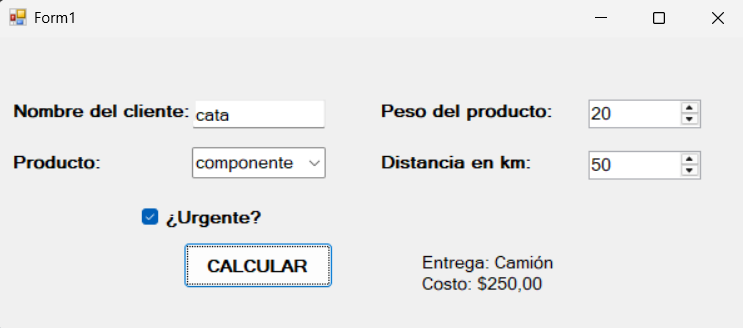 Form1
Nombre del cliente: cata
Peso del producto: 20
Producto: componente
Distancia en km: 50
¿Urgente?
CALCULAR
Entrega: Camión
Costo: $250,00